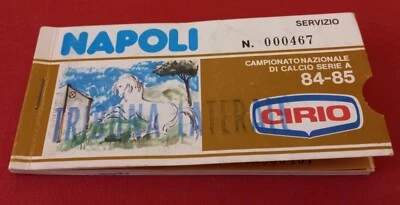 NAPOLI
SERVIZIO
N. 000467
CAMPIONATO NAZIONALE
DI CALCIO SERIE A
84-85
TRIBUNA LATERALE
CIRIO